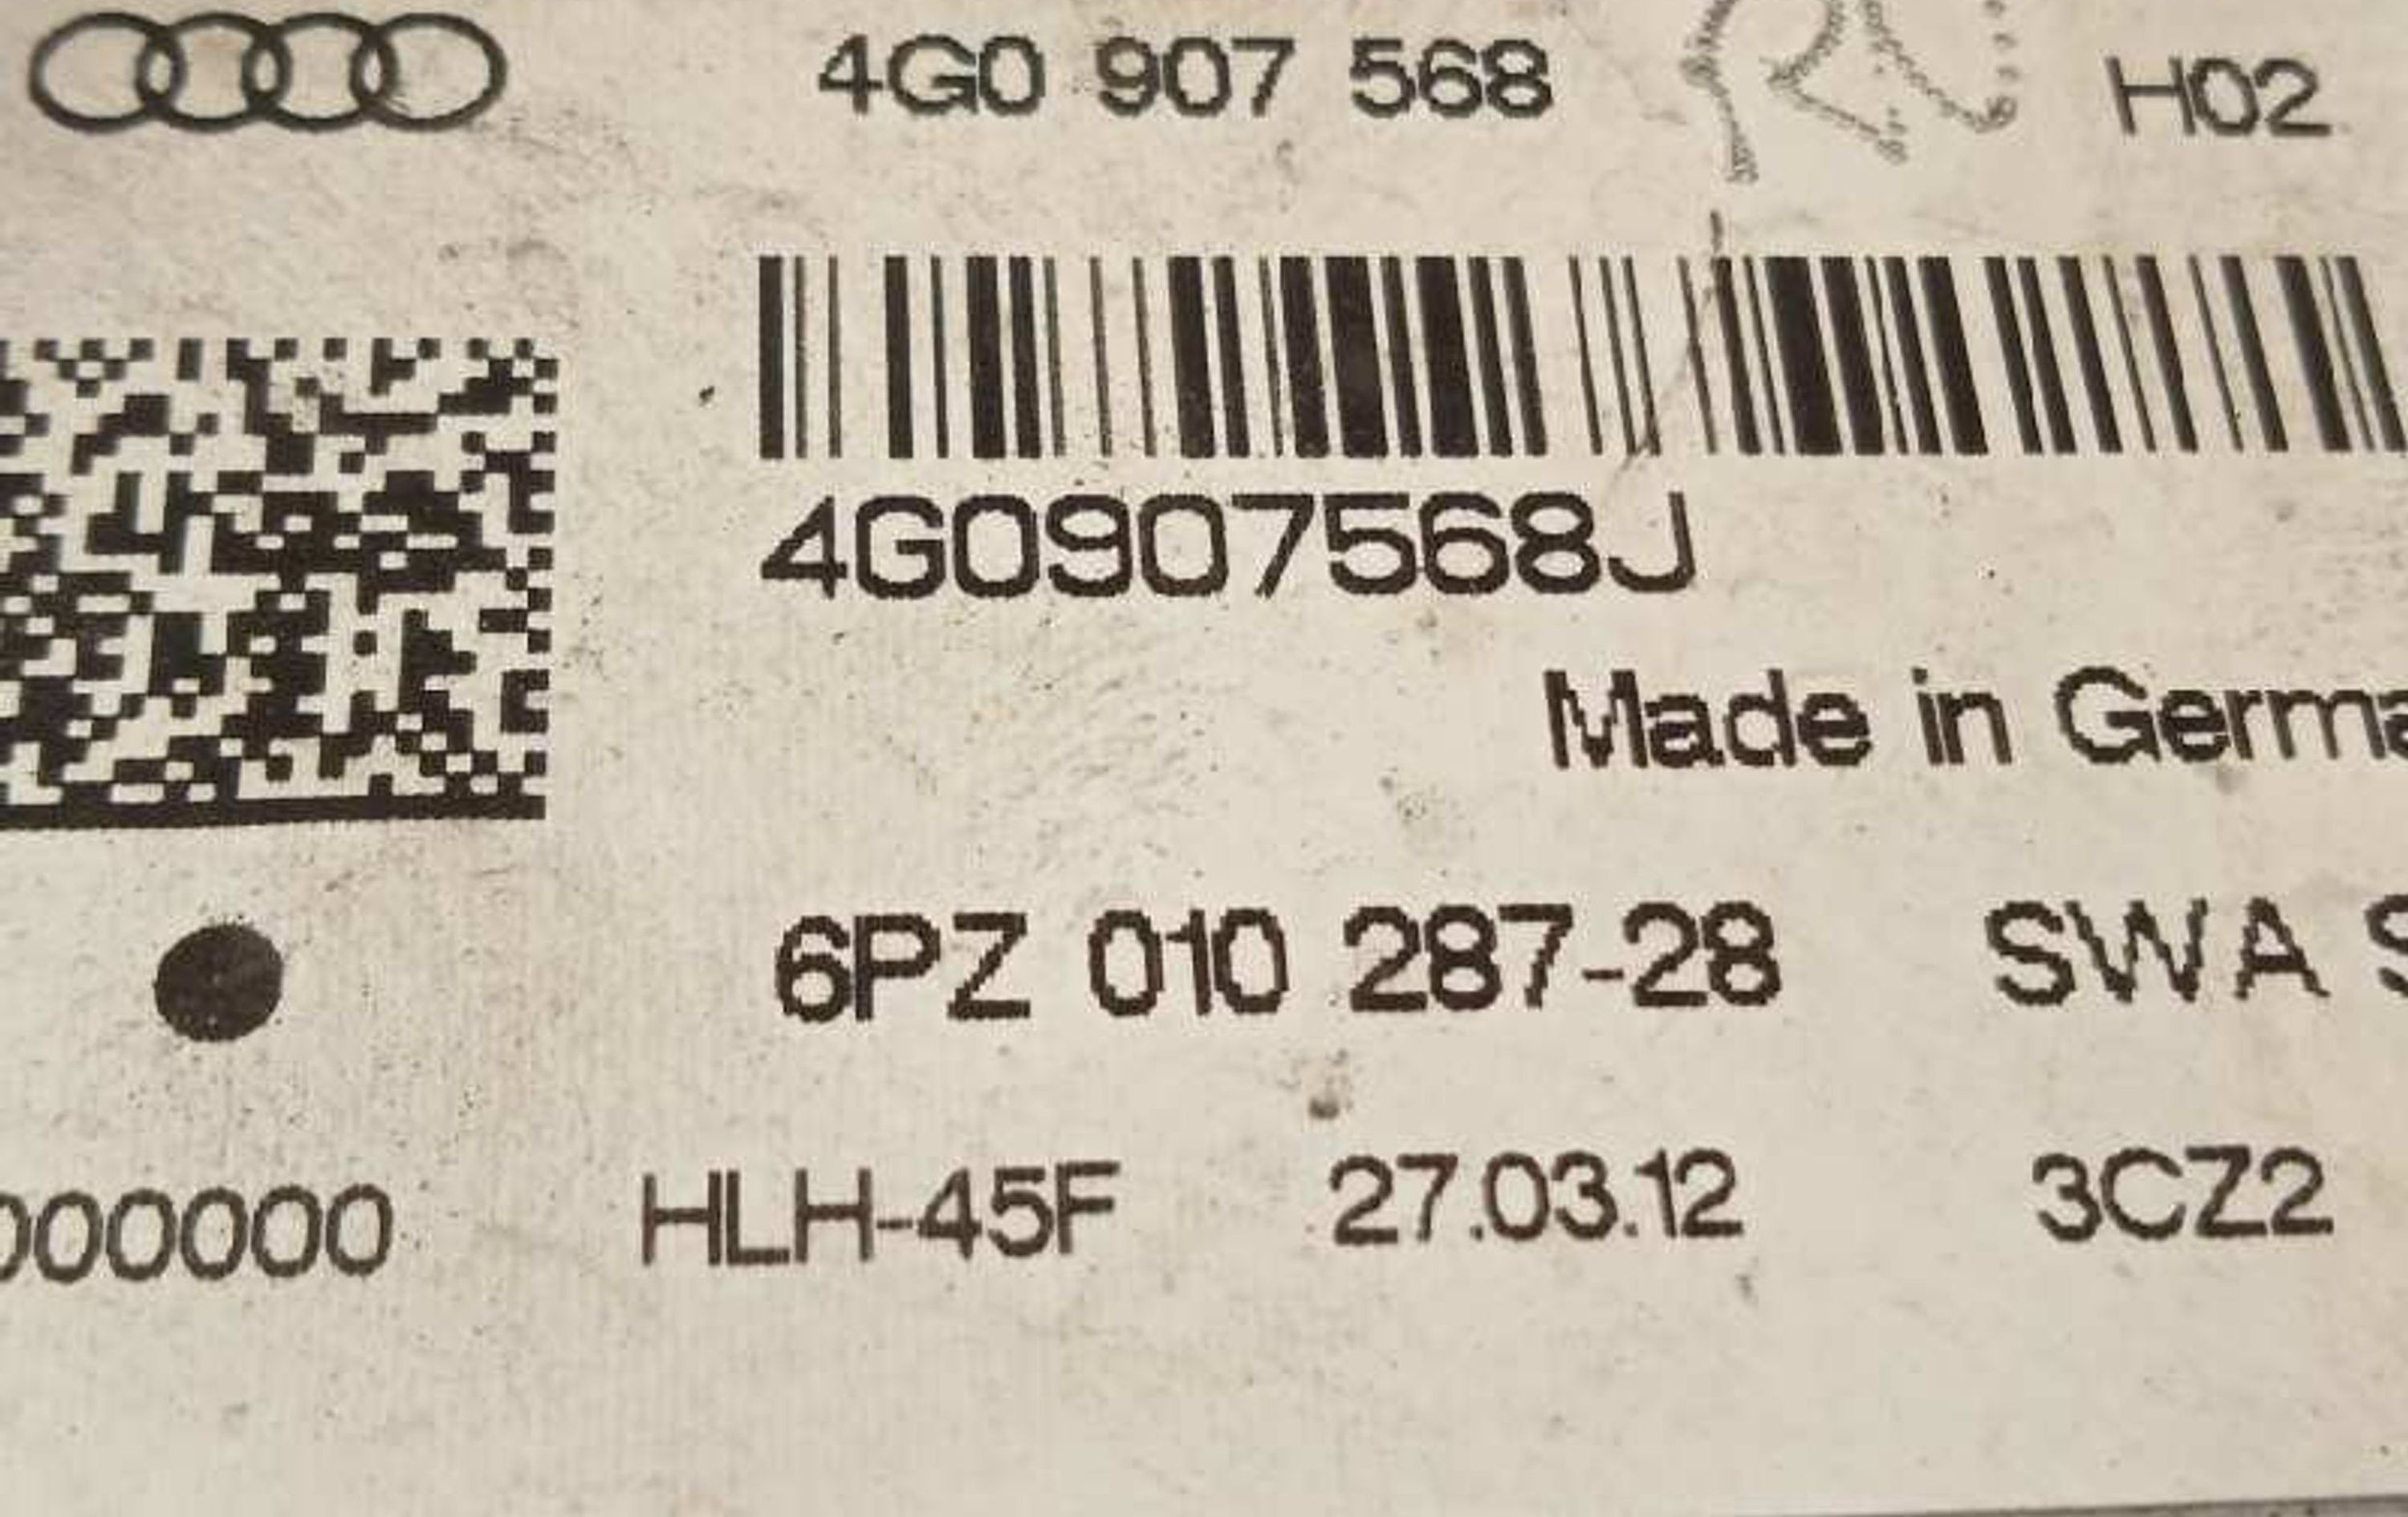 4G0 907 568 H02
4G0907568J
Made in Germa
6PZ 010 287-28 SWA S
000000 HLH-45F 27.03.12 3CZ2